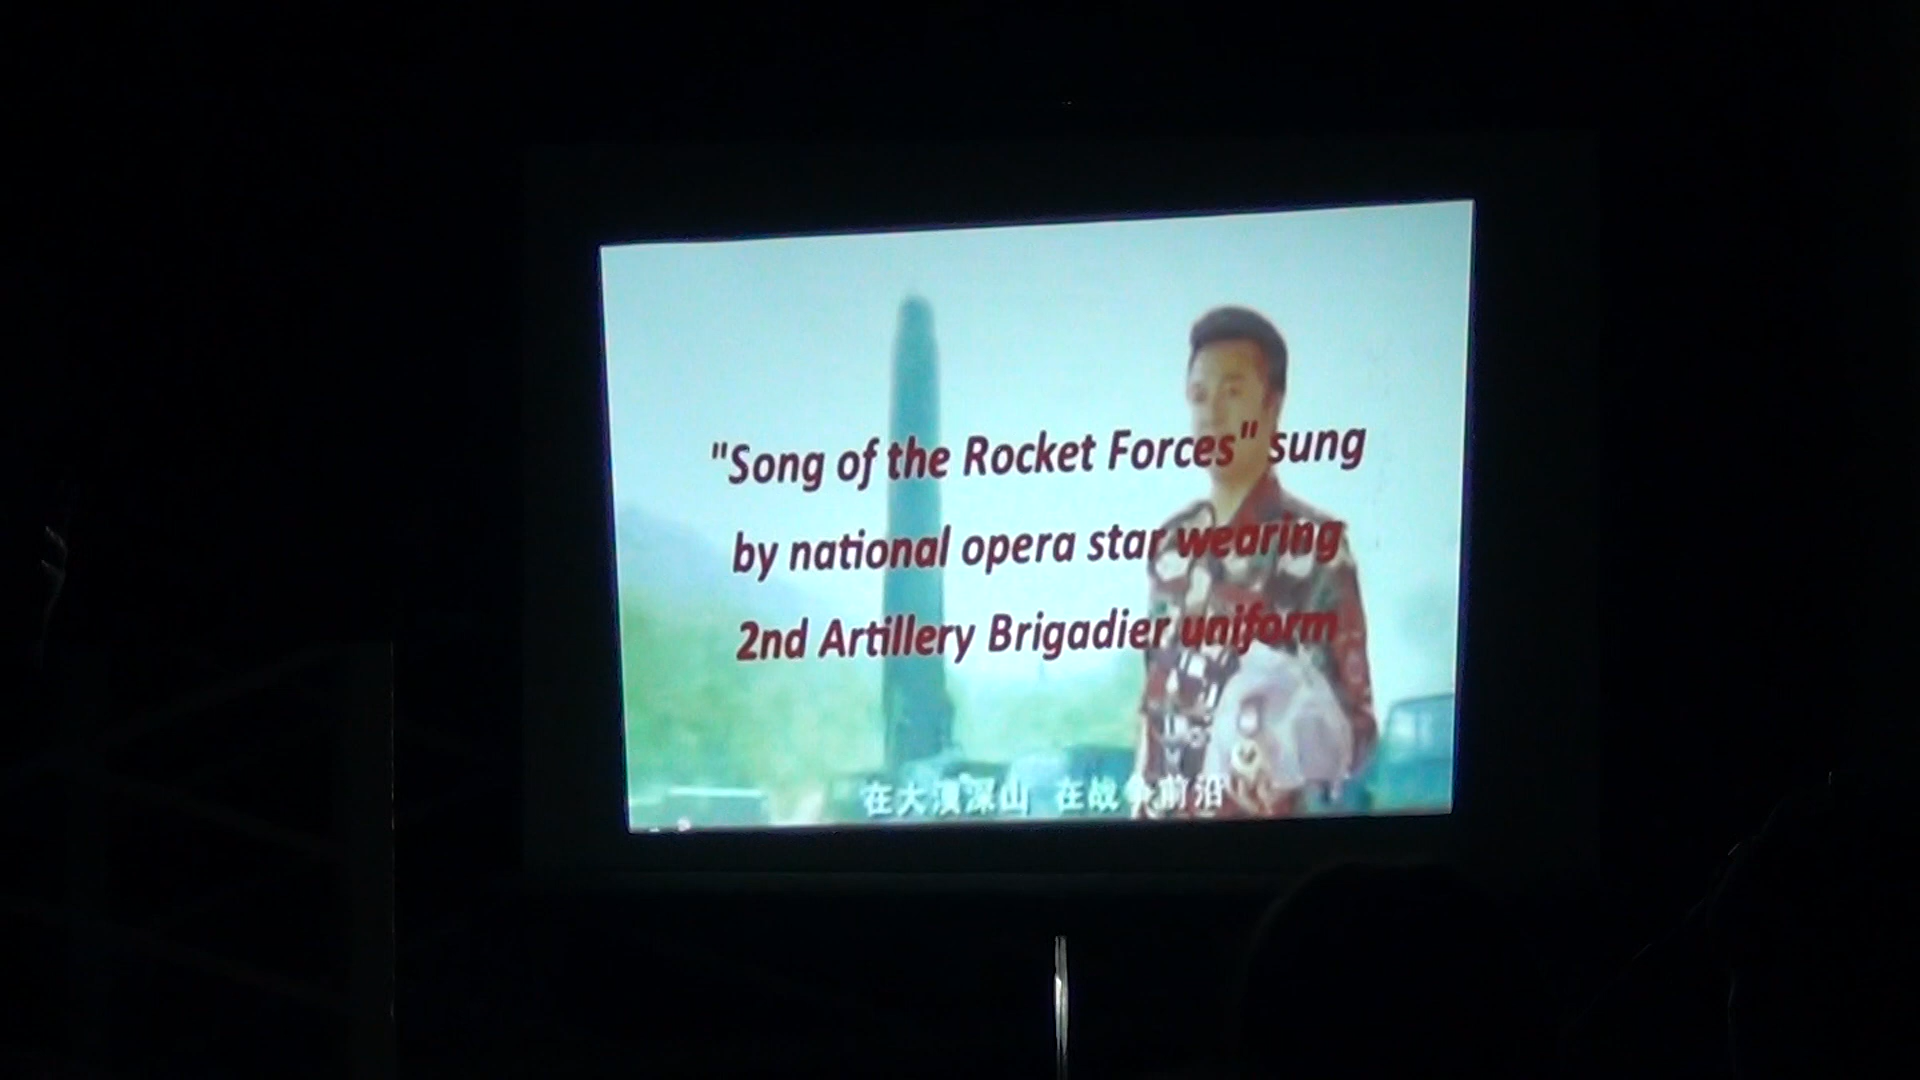 "Song of the Rocket Forces" sung
by national opera star wearing
2nd Artillery Brigadier uniform
在大漠深山 在战争前沿